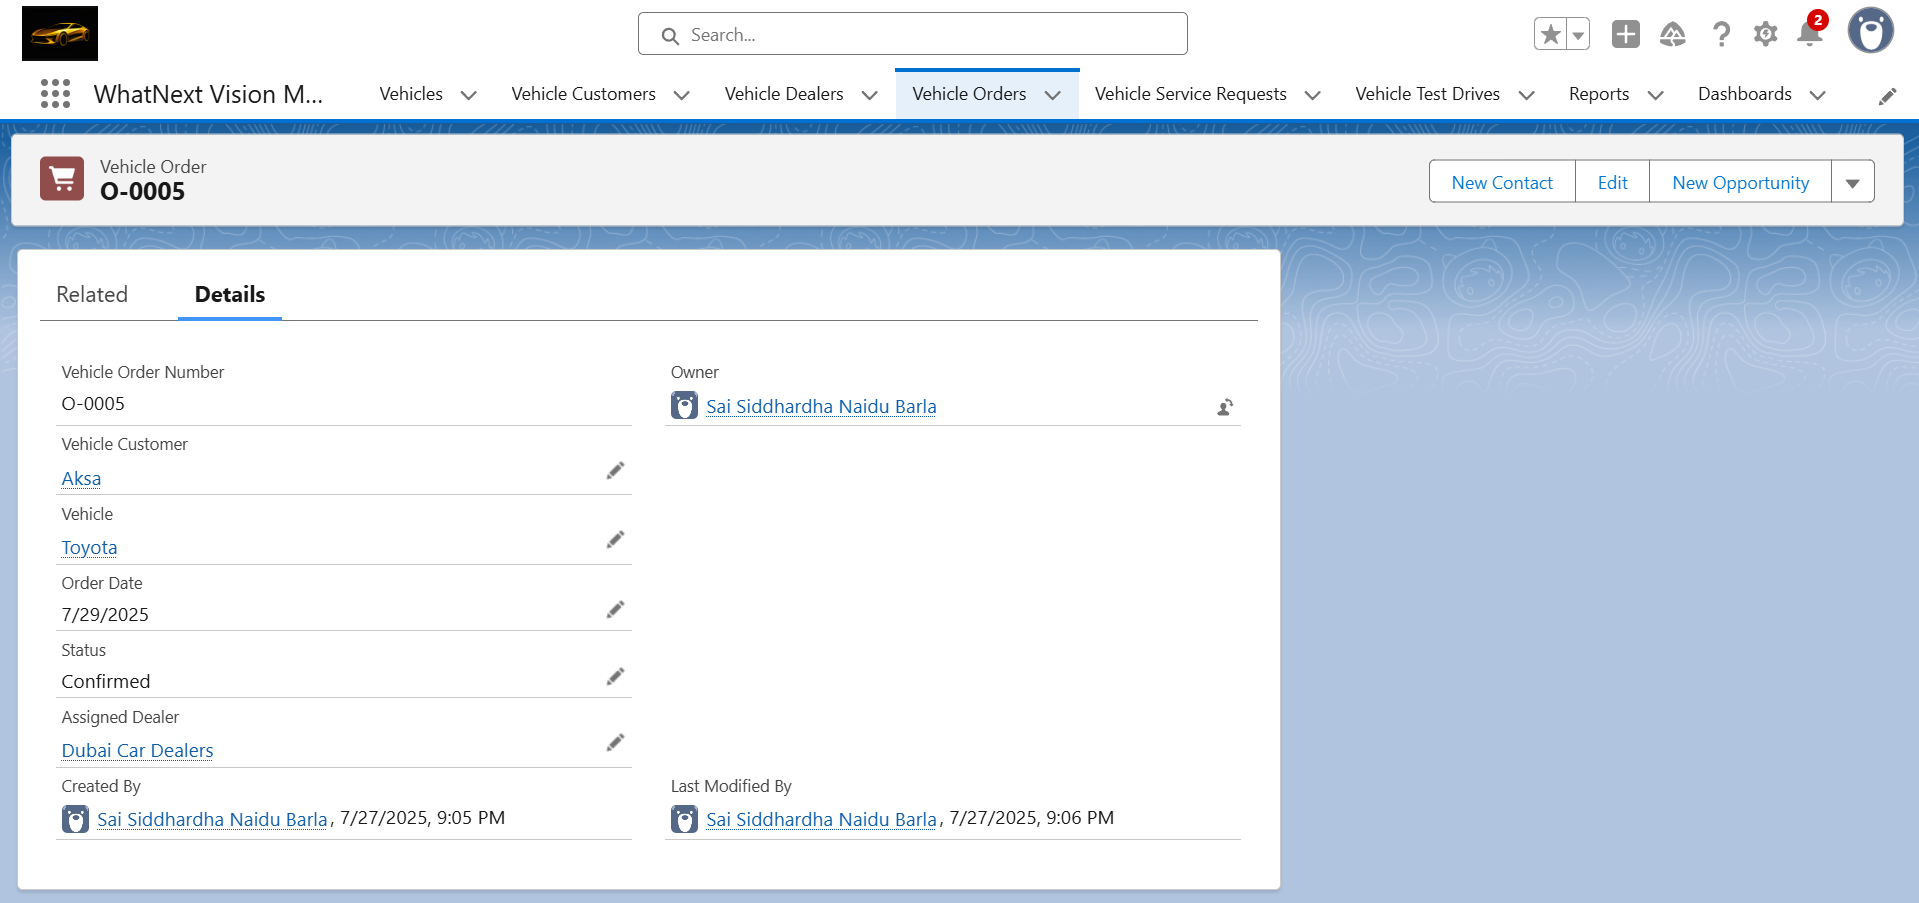 Search...
2
WhatNext Vision M...
Vehicles
Vehicle Customers
Vehicle Dealers
Vehicle Orders
Vehicle Service Requests
Vehicle Test Drives
Reports
Dashboards
Vehicle Order
O-0005
New Contact
Edit
New Opportunity
Related
Details
Vehicle Order Number
O-0005
Owner
Sai Siddhardha Naidu Barla
Vehicle Customer
Aksa
Vehicle
Toyota
Order Date
7/29/2025
Status
Confirmed
Assigned Dealer
Dubai Car Dealers
Created By
Sai Siddhardha Naidu Barla, 7/27/2025, 9:05 PM
Last Modified By
Sai Siddhardha Naidu Barla, 7/27/2025, 9:06 PM